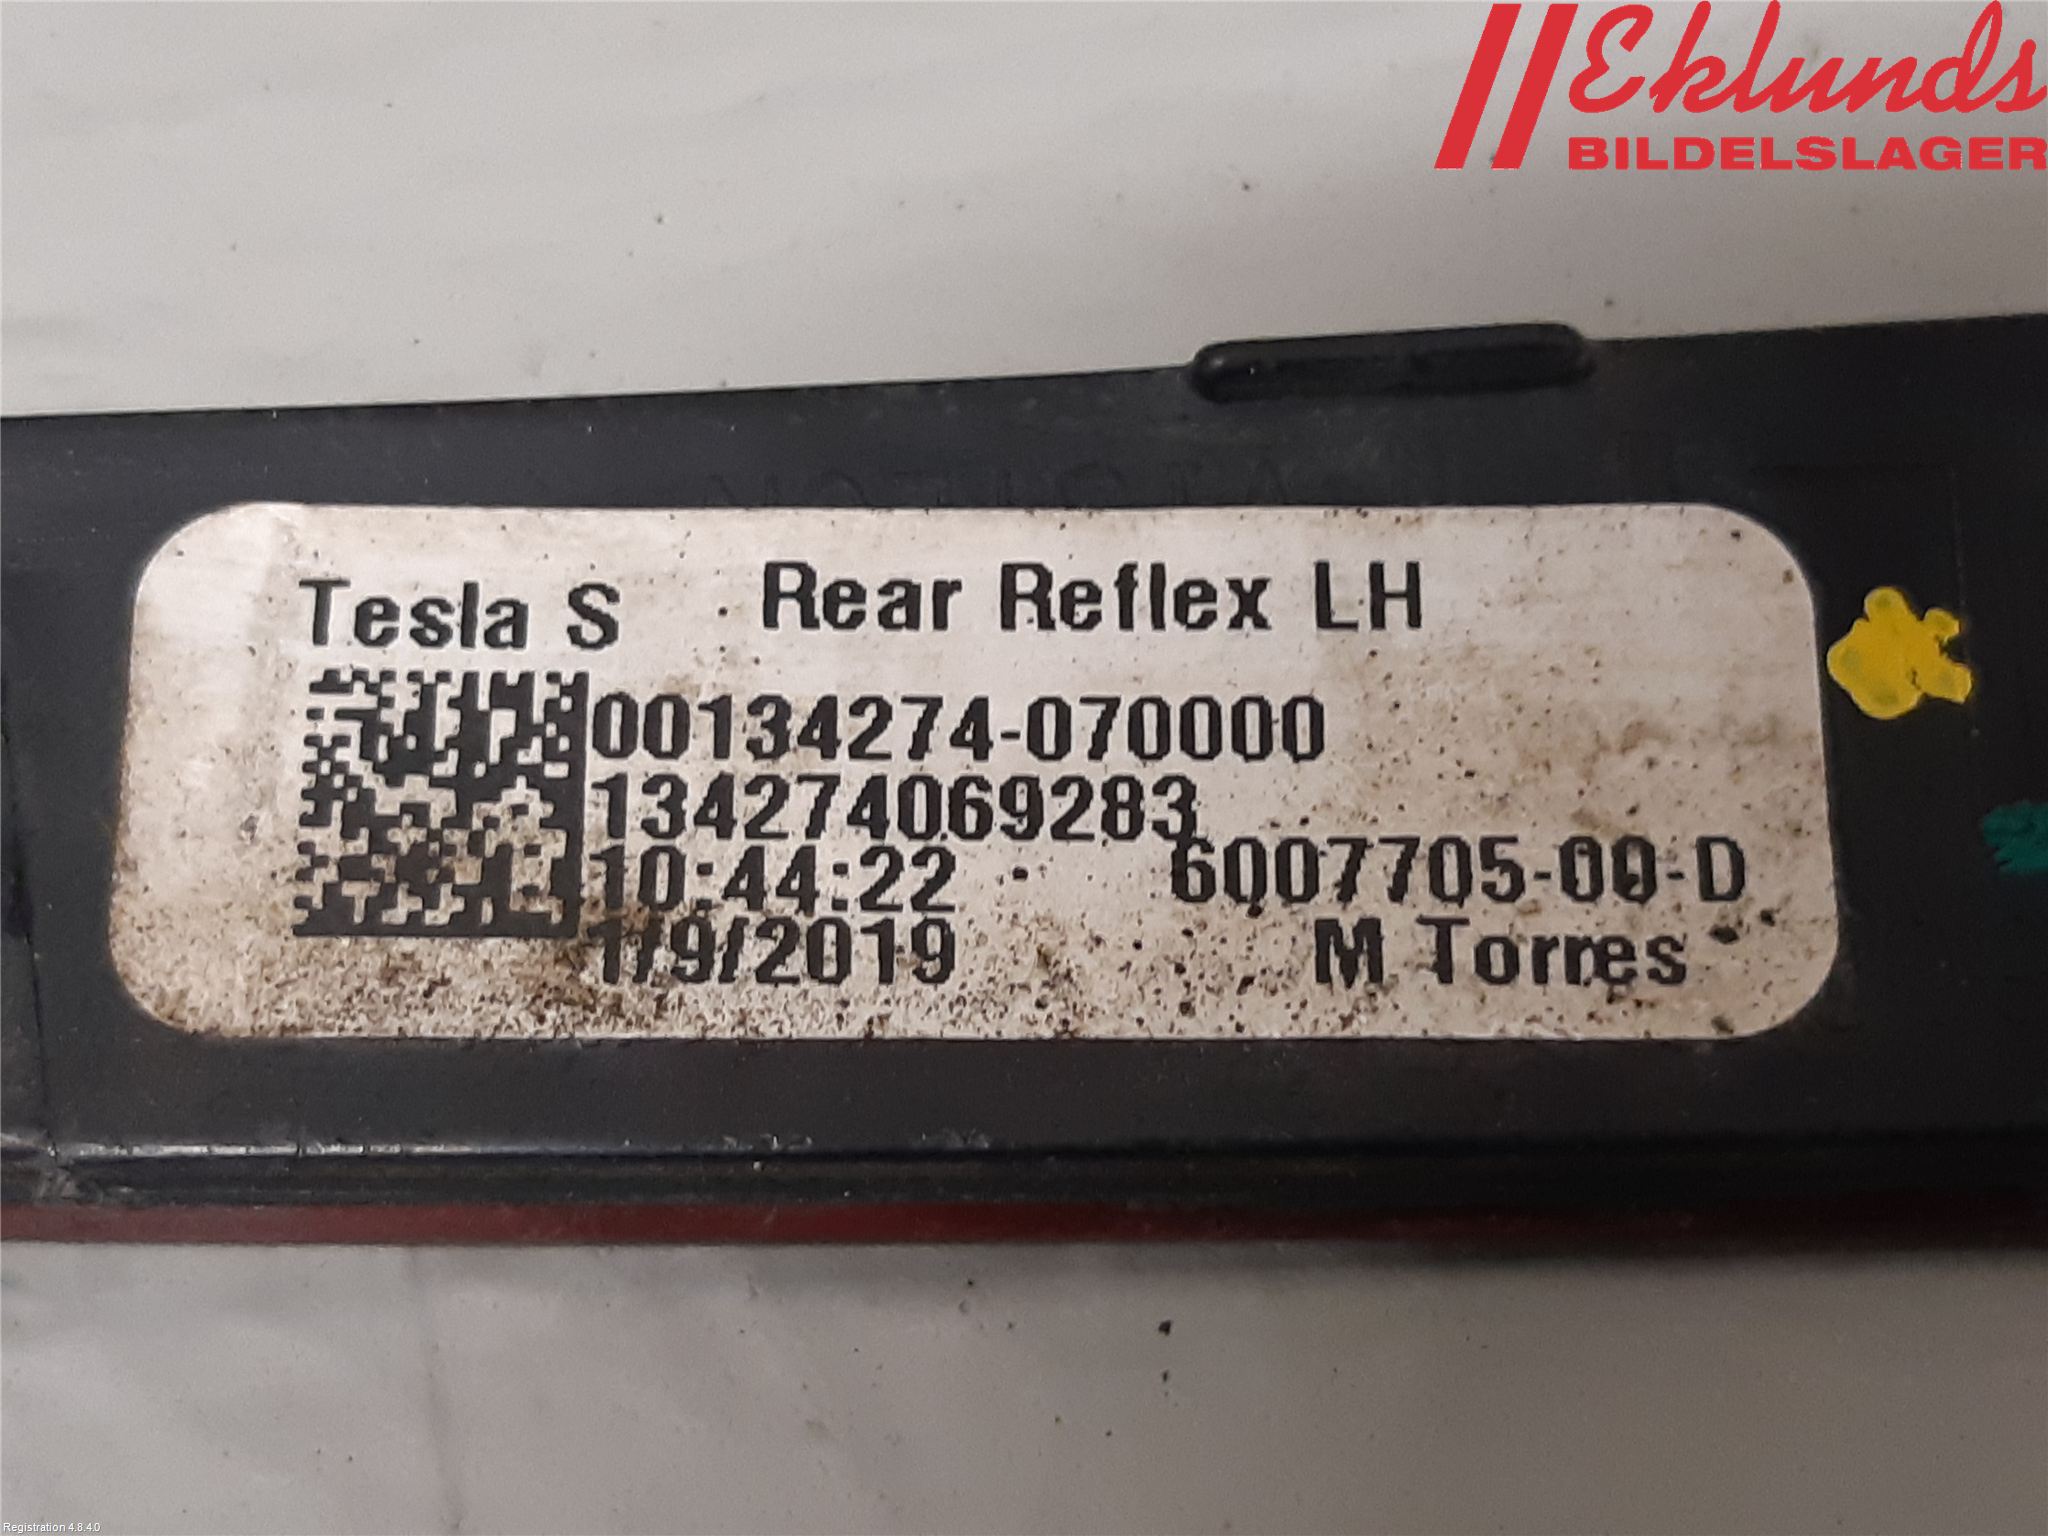 Eklunds
BILDELSLAGER
Tesla S Rear Reflex LH
00134274-070000
134274069283
10:44:22 6007705-00-D
1/9/2019 M Torres
Registration 4.8.4.0